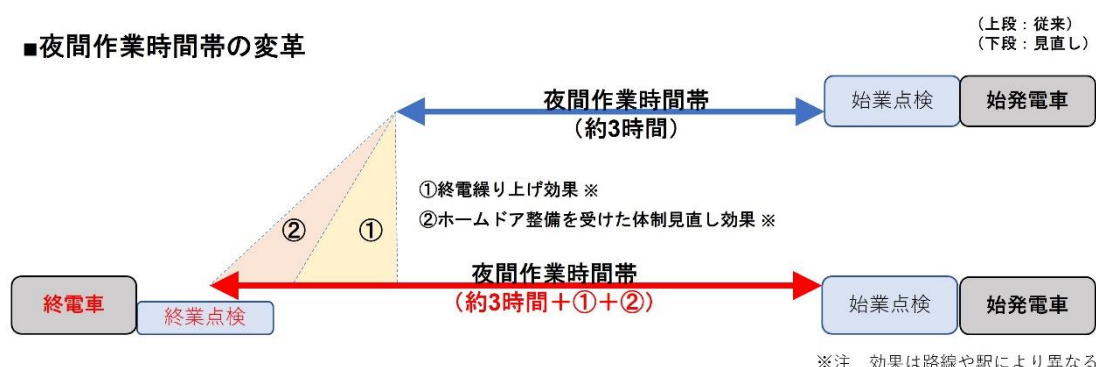 ■夜間作業時間帯の変革
（上段：従来）
（下段：見直し）
夜間作業時間帯
（約3時間）
始業点検
始発電車
①終電繰り上げ効果 ※
②ホームドア整備を受けた体制見直し効果 ※
②
①
夜間作業時間帯
（約3時間＋①＋②）
終電車
終業点検
始業点検
始発電車
※注　効果は路線や駅により異なる